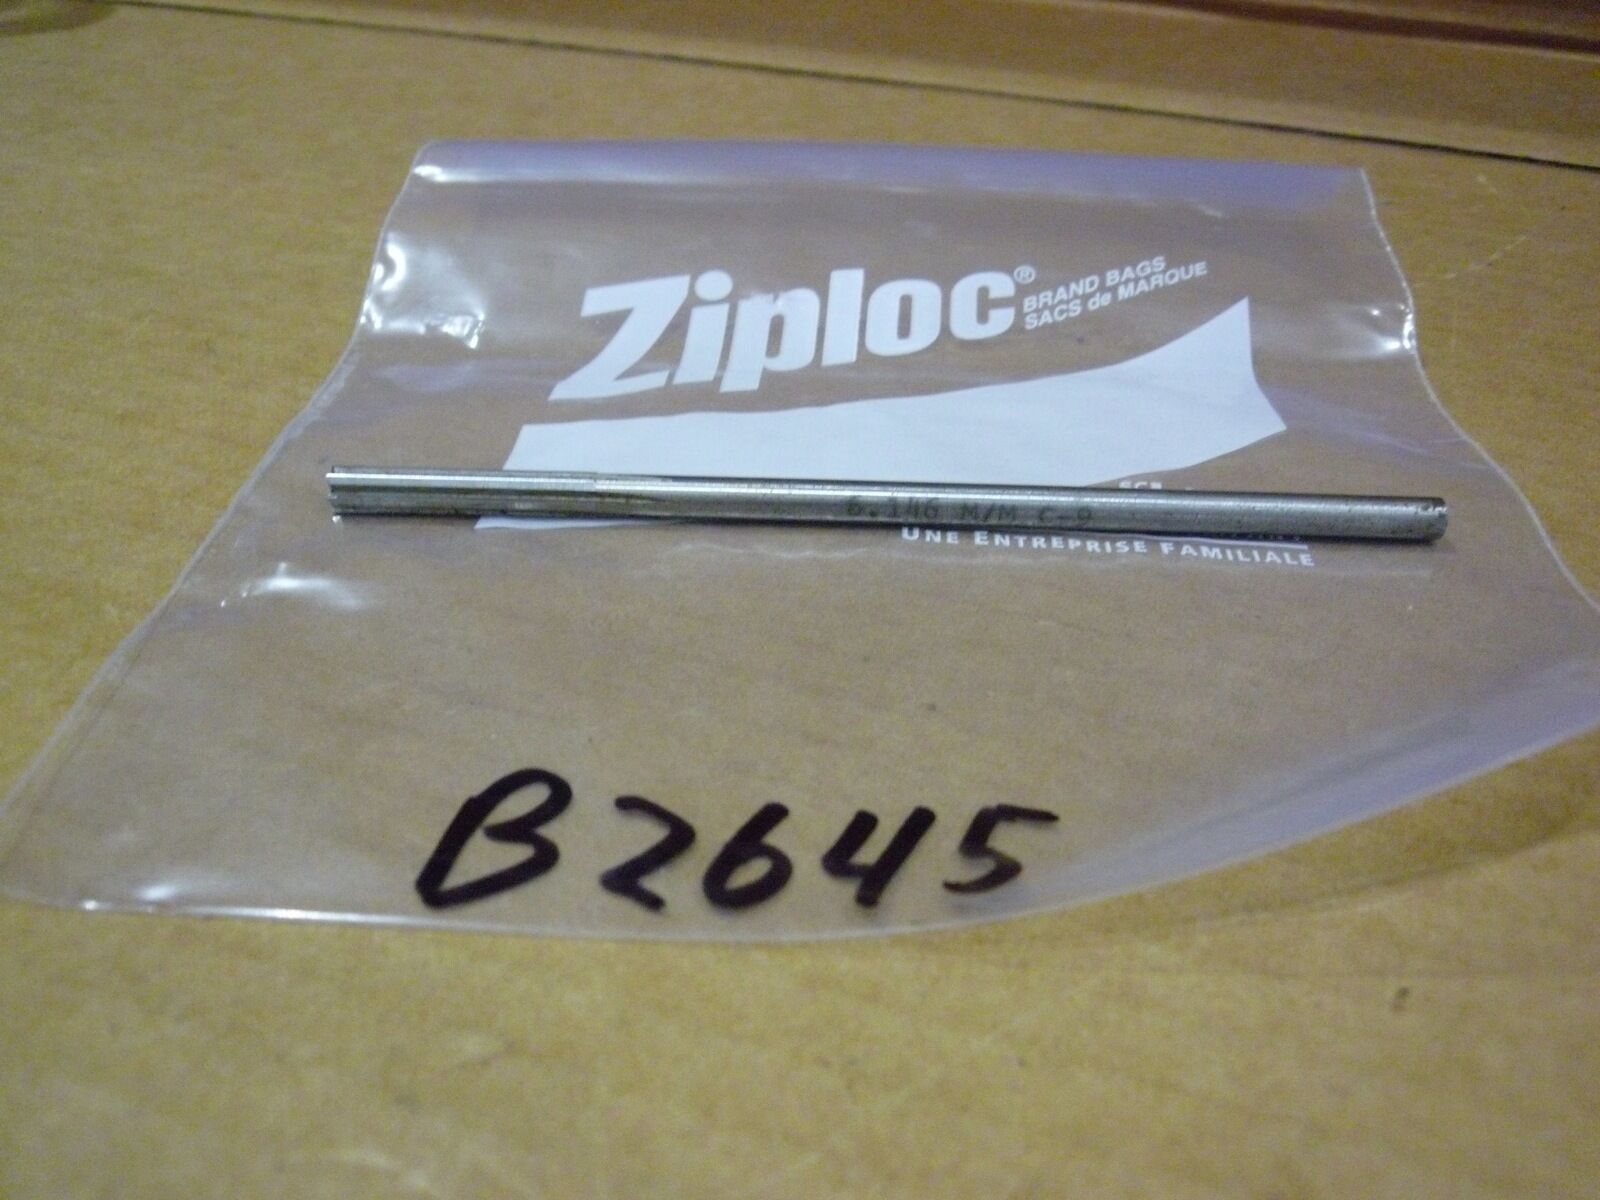 Ziploc®
BRAND BAGS
SACS de MARQUE
6.146 M/M C-9
UNE ENTREPRISE FAMILIALE
B2645